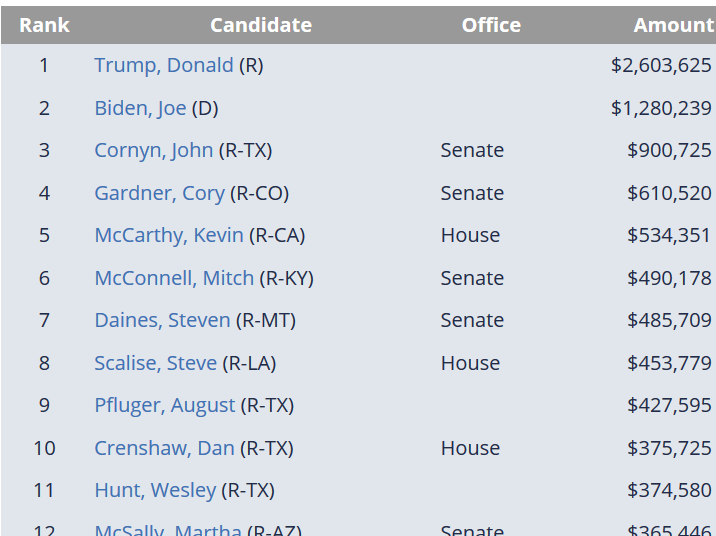 Rank Candidate Office Amount
1 Trump, Donald (R) $2,603,625
2 Biden, Joe (D) $1,280,239
3 Cornyn, John (R-TX) Senate $900,725
4 Gardner, Cory (R-CO) Senate $610,520
5 McCarthy, Kevin (R-CA) House $534,351
6 McConnell, Mitch (R-KY) Senate $490,178
7 Daines, Steven (R-MT) Senate $485,709
8 Scalise, Steve (R-LA) House $453,779
9 Pfluger, August (R-TX) $427,595
10 Crenshaw, Dan (R-TX) House $375,725
11 Hunt, Wesley (R-TX) $374,580
12 McSally, Martha (R-AZ) Senate $365,446